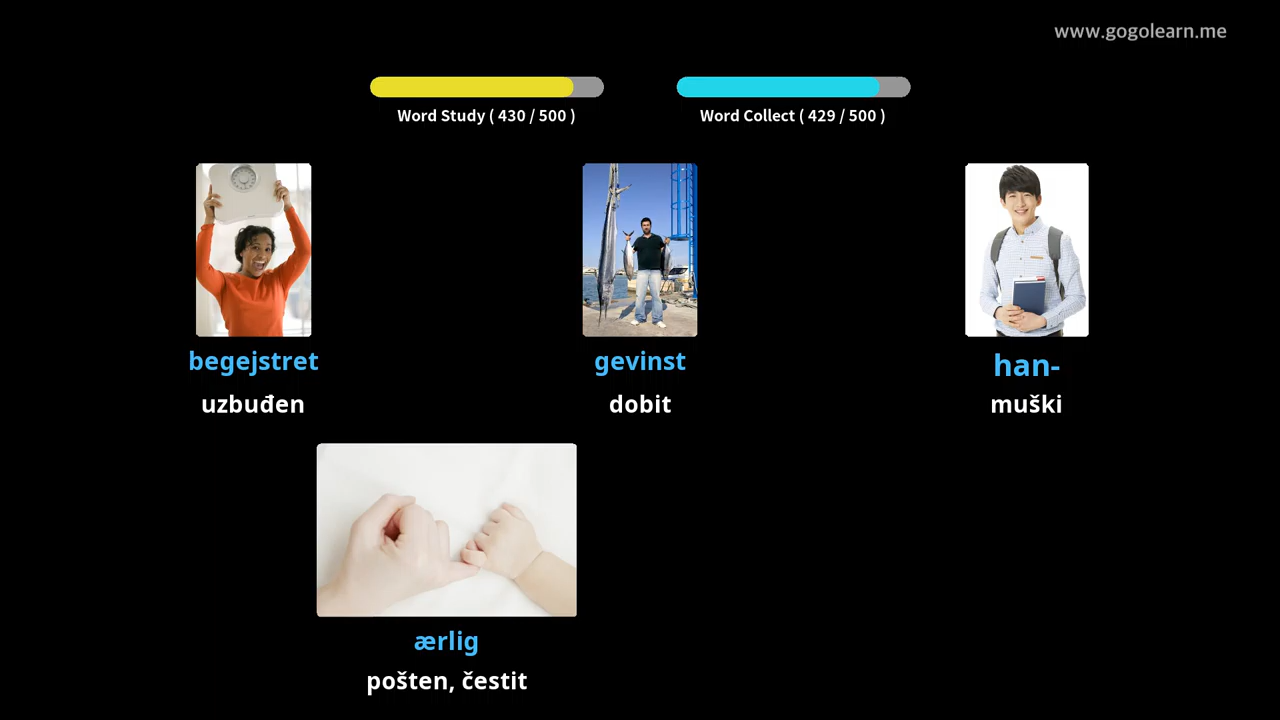 www.gogolearn.me
Word Study ( 430 / 500 )
Word Collect ( 429 / 500 )
begejstret
uzbuđen
gevinst
dobit
han-
muški
ærlig
pošten, čestit